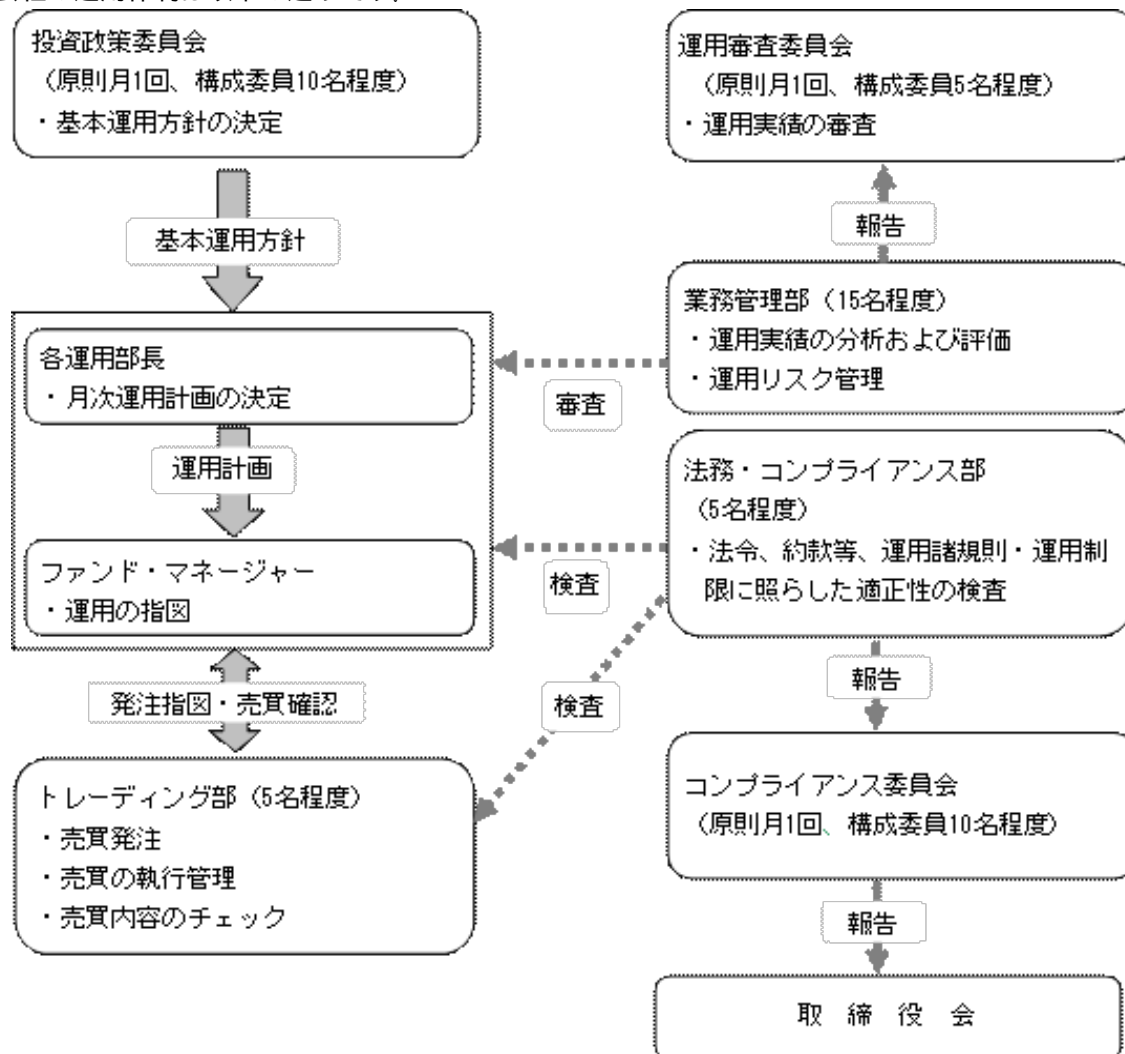 投資政策委員会
（原則月1回、構成委員10名程度）
・基本運用方針の決定
基本運用方針
各運用部長
・月次運用計画の決定
運用計画
ファンド・マネージャー
・運用の指図
発注指図・売買確認
トレーディング部（5名程度）
・売買発注
・売買の執行管理
・売買内容のチェック
運用審査委員会
（原則月1回、構成委員5名程度）
・運用実績の審査
報告
業務管理部（15名程度）
・運用実績の分析および評価
・運用リスク管理
審査
法務・コンプライアンス部
（5名程度）
・法令、約款等、運用諸規則・運用制
限に照らした適正性の検査
検査
検査
報告
コンプライアンス委員会
（原則月1回、構成委員10名程度）
報告
取　締　役　会